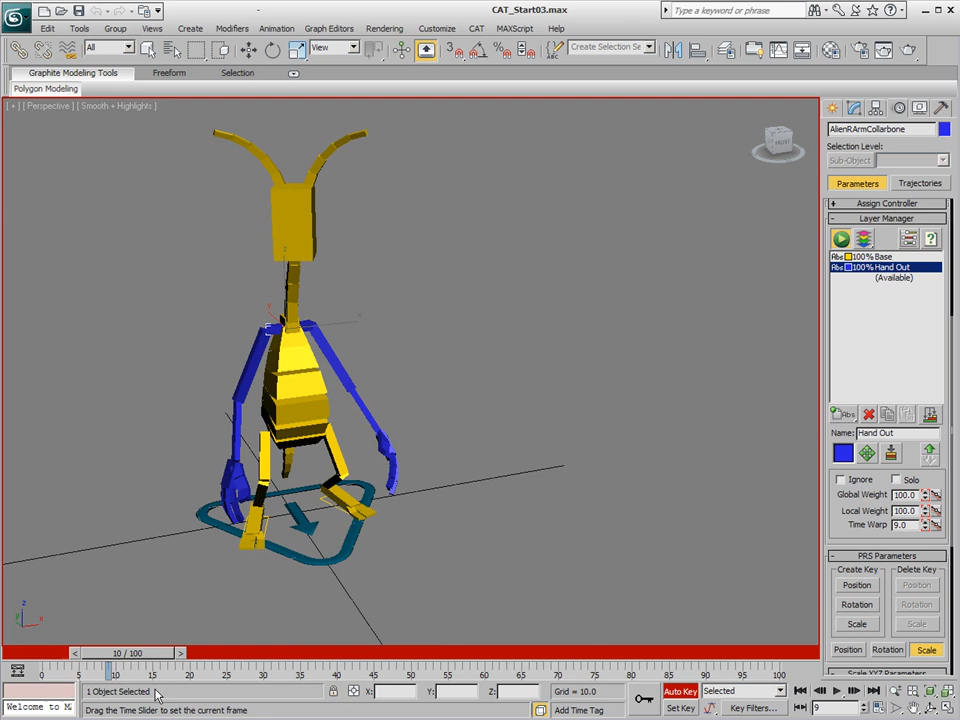 CAT_Start03.max
Type a keyword or phrase
Edit Tools Group Views Create Modifiers Animation Graph Editors Rendering Customize CAT MAXScript Help
All View Create Selection Se
Graphite Modeling Tools Freeform Selection
Polygon Modeling
[ + ] [ Perspective ] [ Smooth + Highlights ]
FRONT
AlienRArmCollarbone
Selection Level:
Sub-Object
Parameters Trajectories
+ Assign Controller
- Layer Manager
Abs 100% Base
Abs 100% Hand Out
(Available)
Abs
Name: Hand Out
Ignore Solo
Global Weight 100.0
Local Weight 100.0
Time Warp 9.0
- PRS Parameters
Create Key Delete Key
Position Position
Rotation Rotation
Scale Scale
Position Rotation Scale
Scale XYZ Parameters
z
x
y
z
x
y
< 10 / 100 >
0 5 10 15 20 25 30 35 40 45 50 55 60 65 70 75 80 85 90 95 100
1 Object Selected X: Y: Z: Grid = 10.0 Auto Key Selected
Welcome to M Drag the Time Slider to set the current frame Add Time Tag Set Key Key Filters... 9